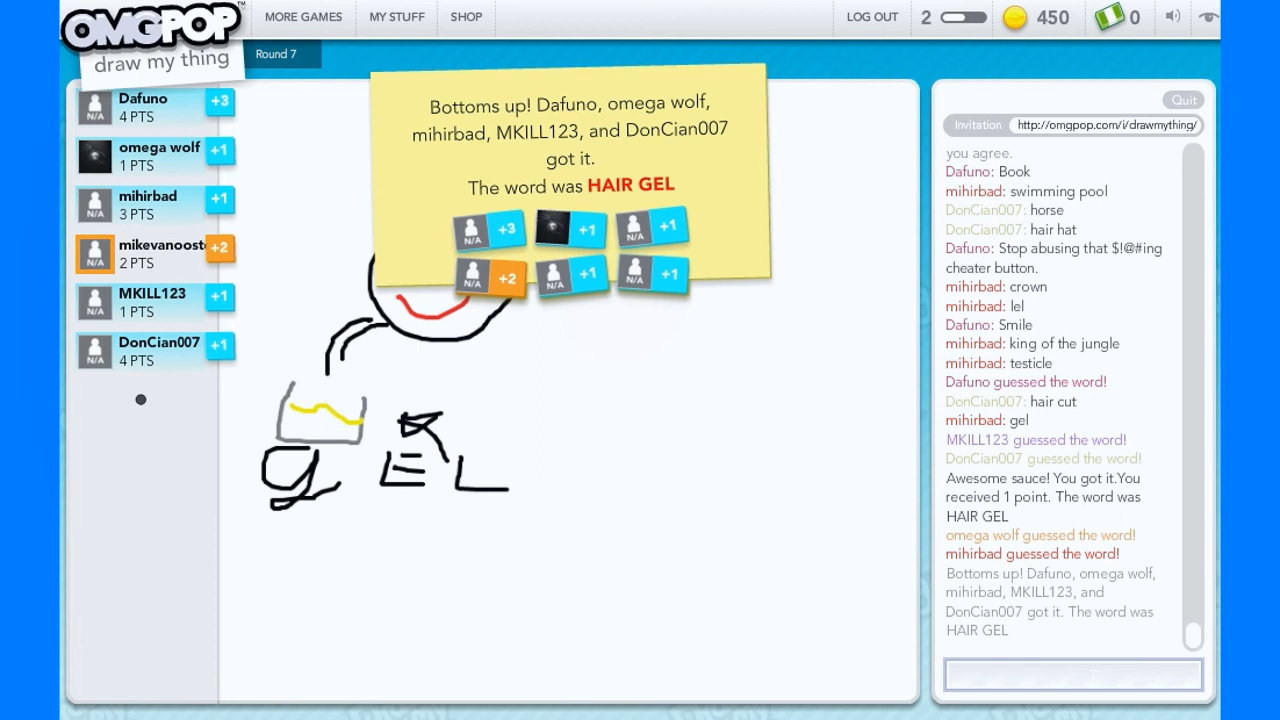 OMGPOP™
draw my thing
MORE GAMES
MY STUFF
SHOP
LOG OUT
2
450
0
Round 7
Dafuno
4 PTS
+3
omega wolf
1 PTS
+1
mihirbad
3 PTS
+1
N/A
mikevanooste
2 PTS
+2
N/A
MKILL123
1 PTS
+1
N/A
DonCian007
4 PTS
+1
N/A
Bottoms up! Dafuno, omega wolf,
mihirbad, MKILL123, and DonCian007
got it.
The word was HAIR GEL
N/A +3
+1
N/A +1
N/A +2
N/A +1
N/A +1
gEL
Quit
Invitation http://omgpop.com/i/drawmything/
you agree.
Dafuno: Book
mihirbad: swimming pool
DonCian007: horse
DonCian007: hair hat
Dafuno: Stop abusing that $!@#ing
cheater button.
mihirbad: crown
mihirbad: lel
Dafuno: Smile
mihirbad: king of the jungle
mihirbad: testicle
Dafuno guessed the word!
DonCian007: hair cut
mihirbad: gel
MKILL123 guessed the word!
DonCian007 guessed the word!
Awesome sauce! You got it.You
received 1 point. The word was
HAIR GEL
omega wolf guessed the word!
mihirbad guessed the word!
Bottoms up! Dafuno, omega wolf,
mihirbad, MKILL123, and
DonCian007 got it. The word was
HAIR GEL